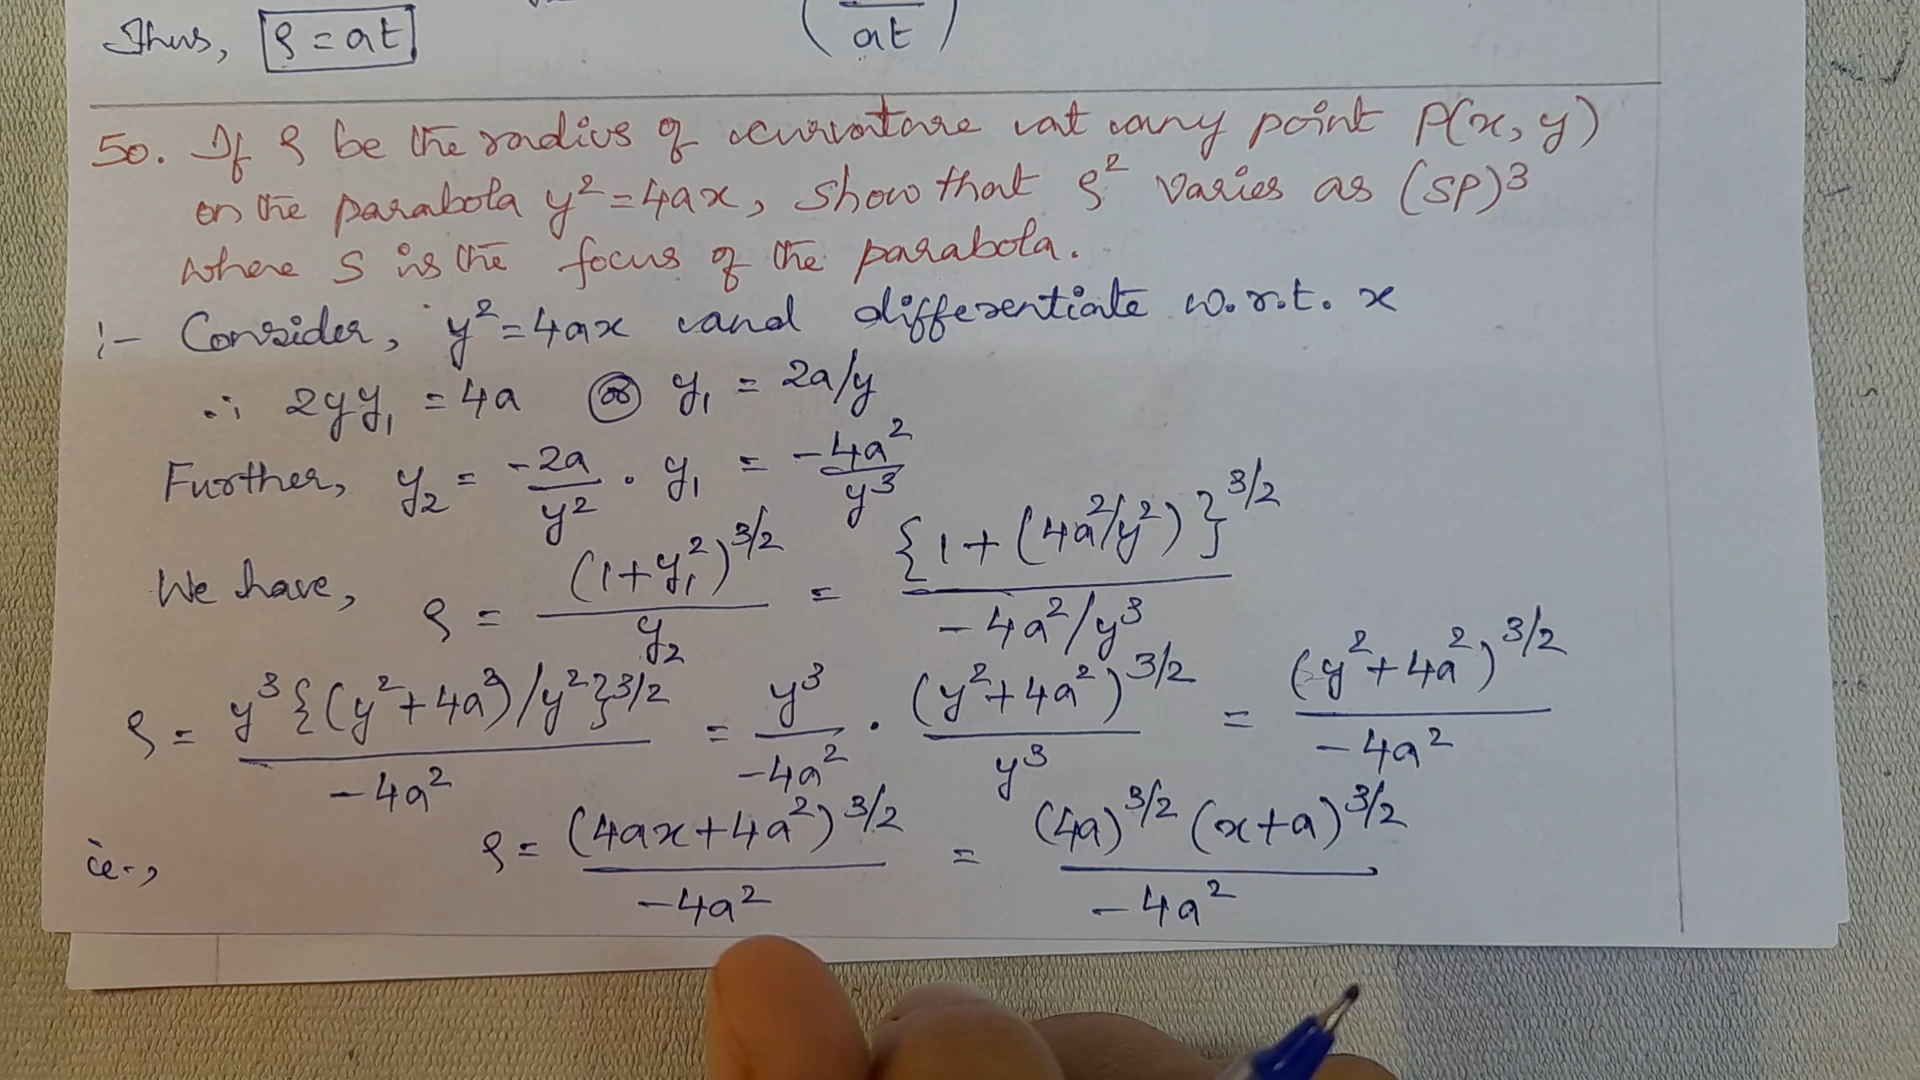 Thus, ρ = at
at
50. If ρ be the radius of curvature at any point P(x, y)
on the parabola y² = 4ax, show that ρ² varies as (SP)³
where S is the focus of the parabola.
:- Consider, y² = 4ax and differentiate w.r.t. x
∴ 2yy₁ = 4a or y₁ = 2a/y
Further, y₂ = -2a/y² · y₁ = -4a²/y³
We have, ρ = (1+y₁²)^3/2 / y₂ = {1+(4a²/y²)}^3/2 / -4a²/y³
ρ = y³{(y²+4a²)/y²}^3/2 / -4a² = y³/-4a² · (y²+4a²)^3/2 / y³ = (y²+4a²)^3/2 / -4a²
ie., ρ = (4ax+4a²)^3/2 / -4a² = (4a)^3/2 (x+a)^3/2 / -4a²